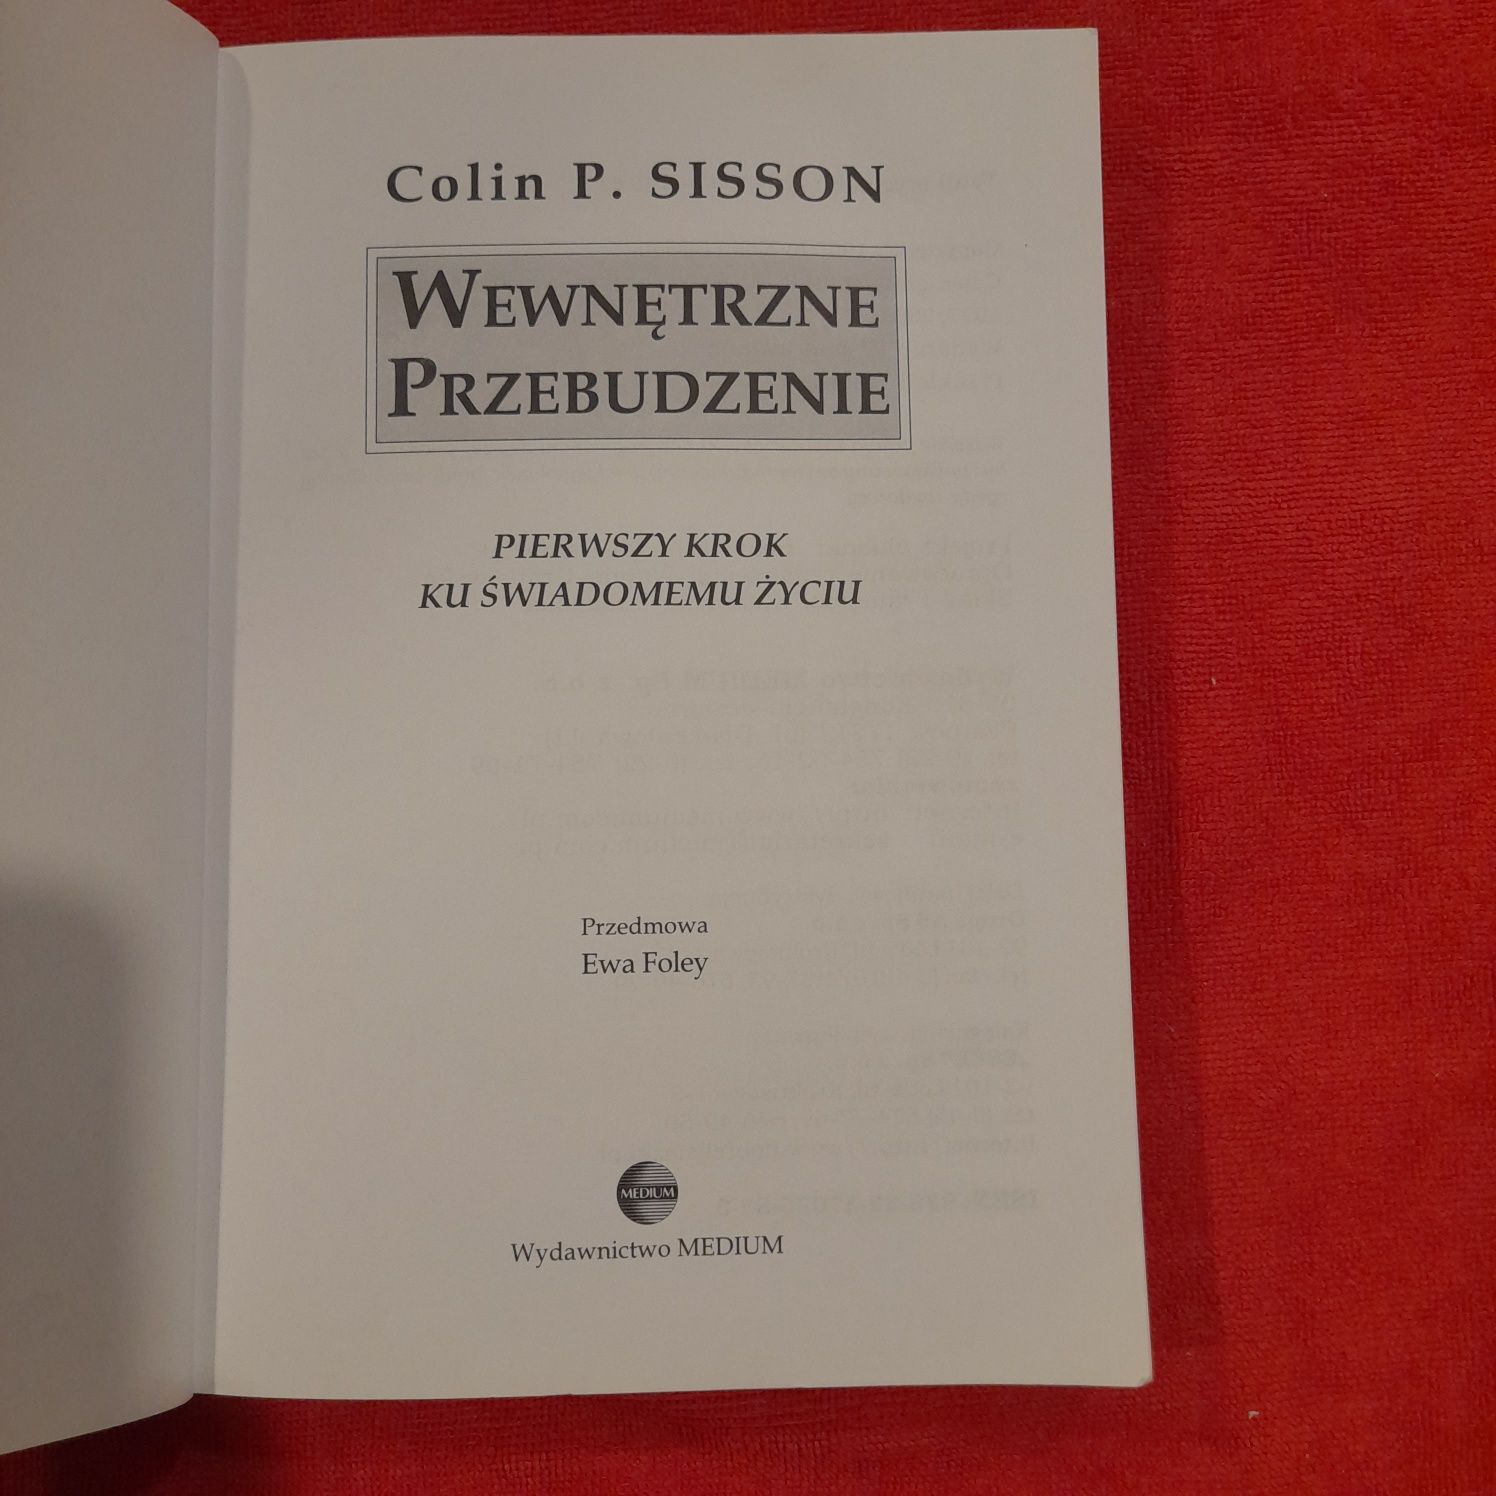 Colin P. SISSON
WEWNĘTRZNE
PRZEBUDZENIE
PIERWSZY KROK
KU ŚWIADOMEMU ŻYCIU
Przedmowa
Ewa Foley
MEDIUM
Wydawnictwo MEDIUM